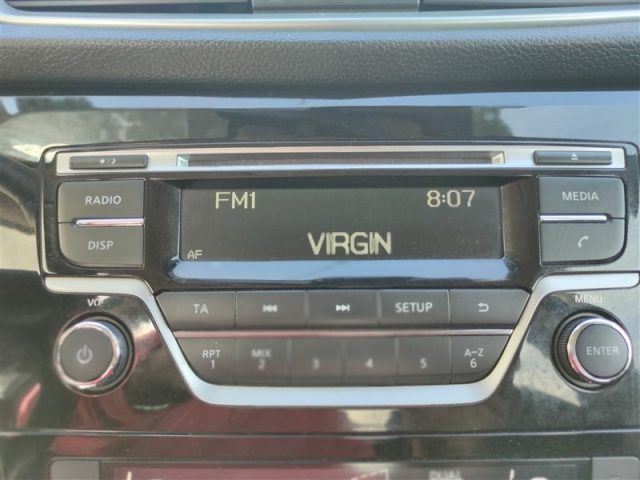 RADIO FM1 8:07 MEDIA
DISP AF VIRGIN
VOL TA SETUP MENU
RPT MIX A-Z ENTER
1 2 3 4 5 6
DUAL